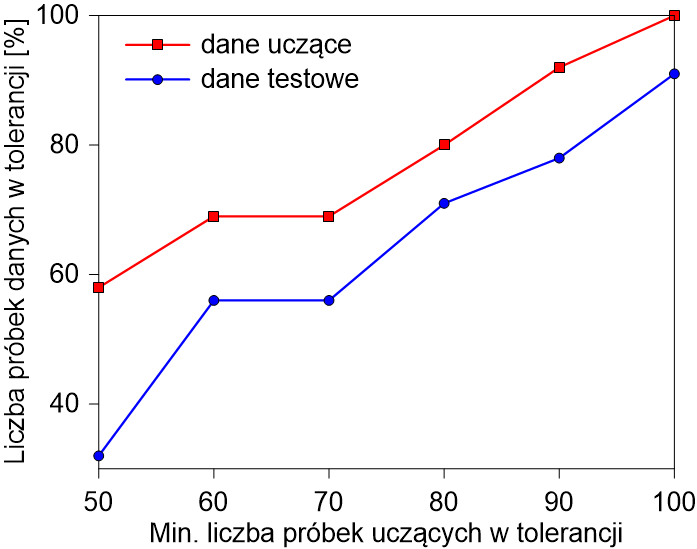 Liczba próbek danych w tolerancji [%]
100
80
60
40
dane uczące
dane testowe
50 60 70 80 90 100
Min. liczba próbek uczących w tolerancji